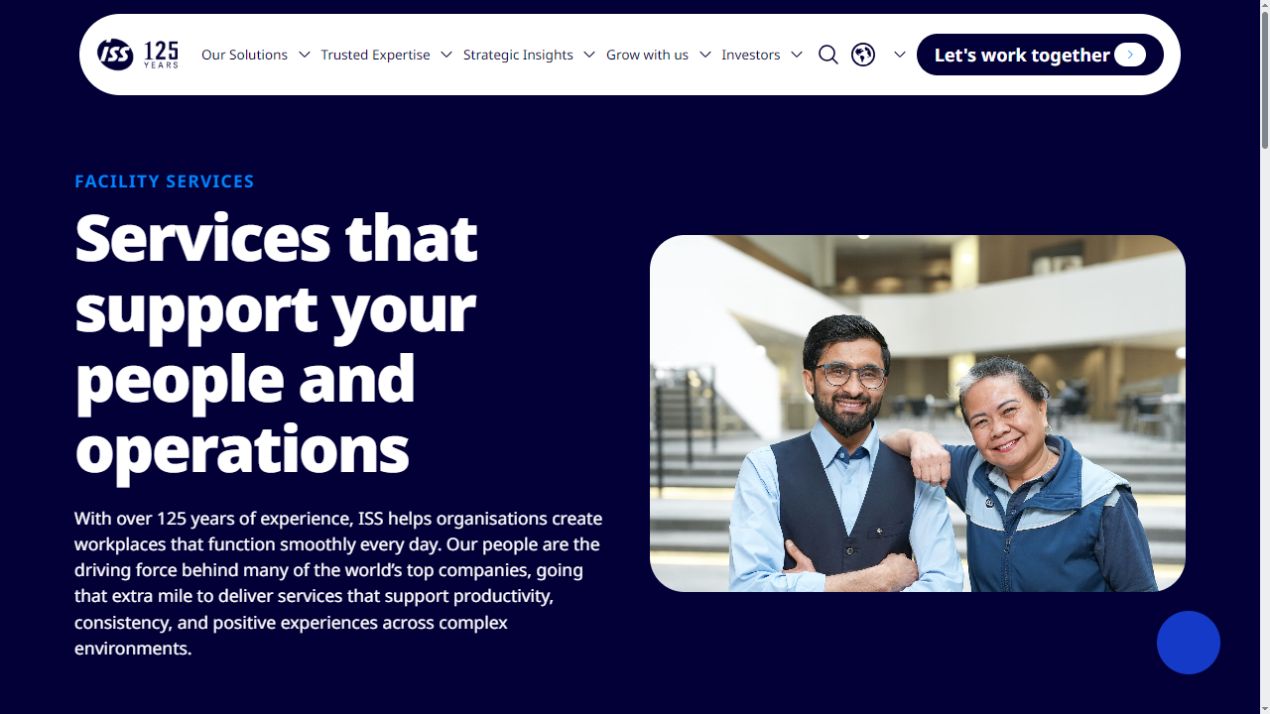 ISS 125 YEARS
Our Solutions
Trusted Expertise
Strategic Insights
Grow with us
Investors
Let's work together
FACILITY SERVICES
Services that
support your
people and
operations
With over 125 years of experience, ISS helps organisations create
workplaces that function smoothly every day. Our people are the
driving force behind many of the world’s top companies, going
that extra mile to deliver services that support productivity,
consistency, and positive experiences across complex
environments.